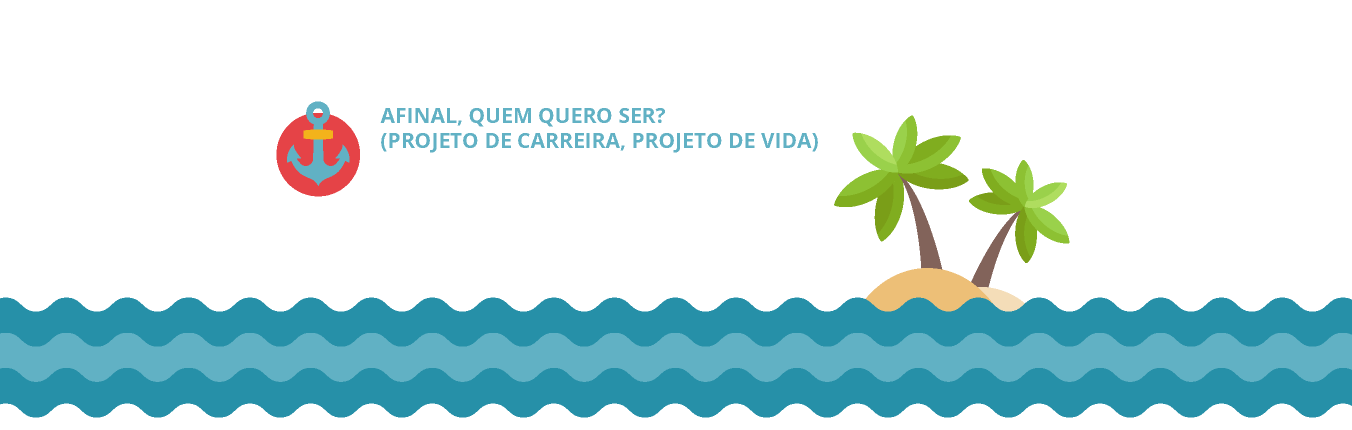 AFINAL, QUEM QUERO SER?
(PROJETO DE CARREIRA, PROJETO DE VIDA)